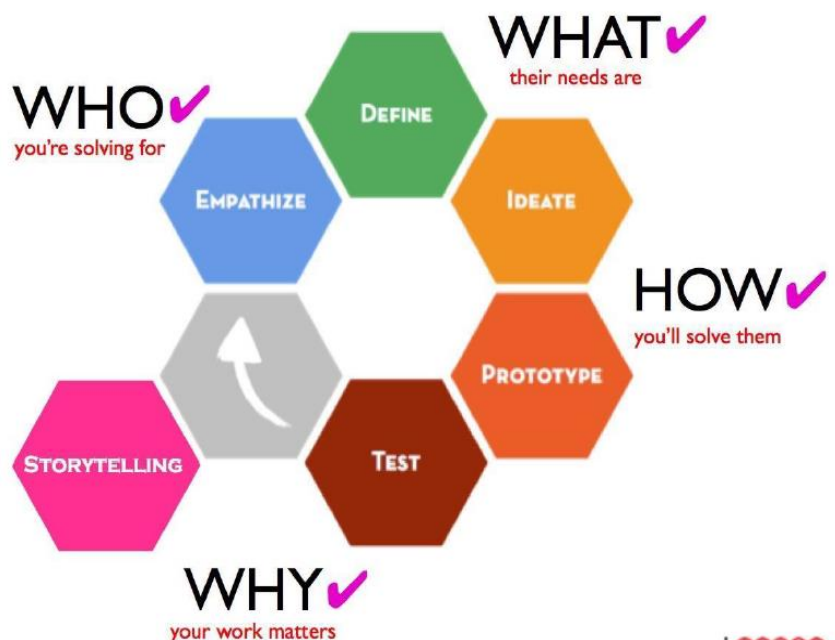 WHAT
their needs are
WHO
you're solving for
DEFINE
EMPATHIZE
IDEATE
HOW
you'll solve them
PROTOTYPE
STORYTELLING
TEST
WHY
your work matters